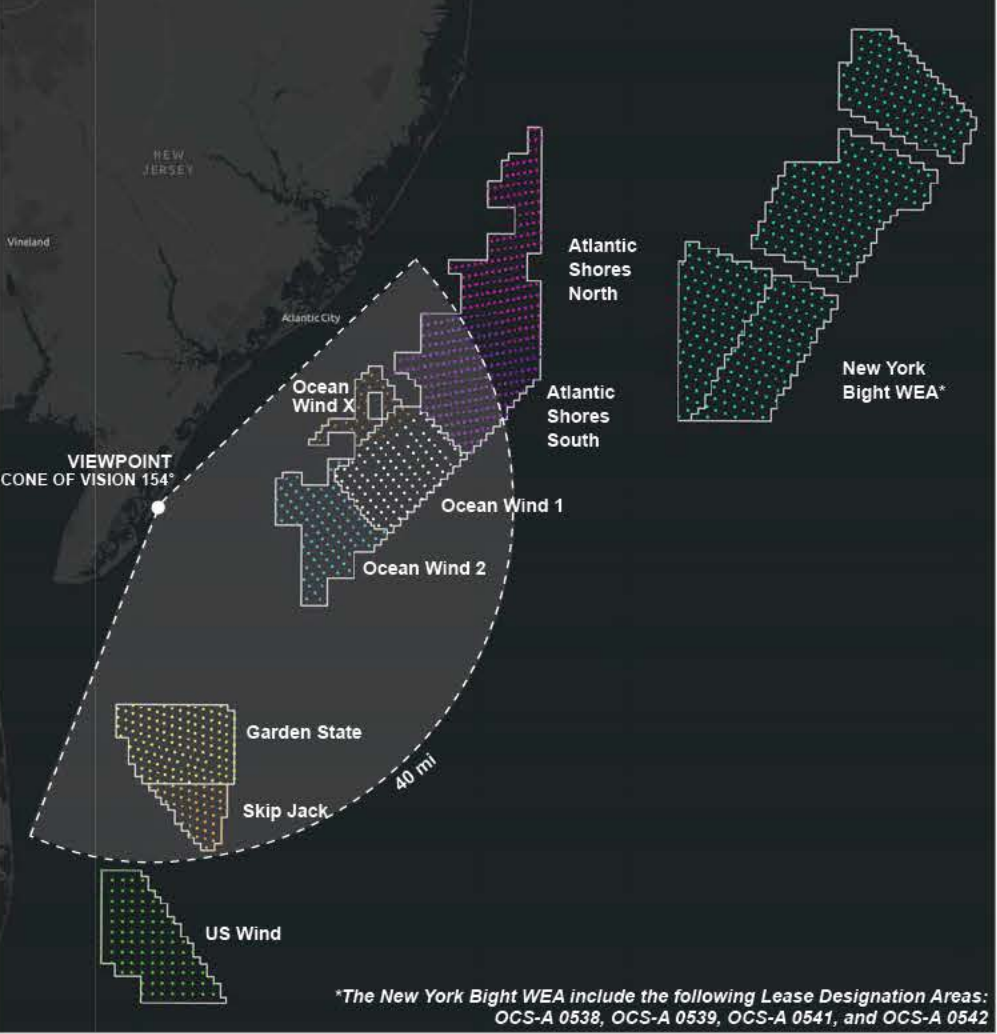 NEW
JERSEY
Vineland
Atlantic
Shores
North
Atlantic City
New York
Bight WEA*
Ocean
Wind X
Atlantic
Shores
South
VIEWPOINT
CONE OF VISION 154°
Ocean Wind 1
Ocean Wind 2
Garden State
40 mi
Skip Jack
US Wind
*The New York Bight WEA include the following Lease Designation Areas:
OCS-A 0538, OCS-A 0539, OCS-A 0541, and OCS-A 0542